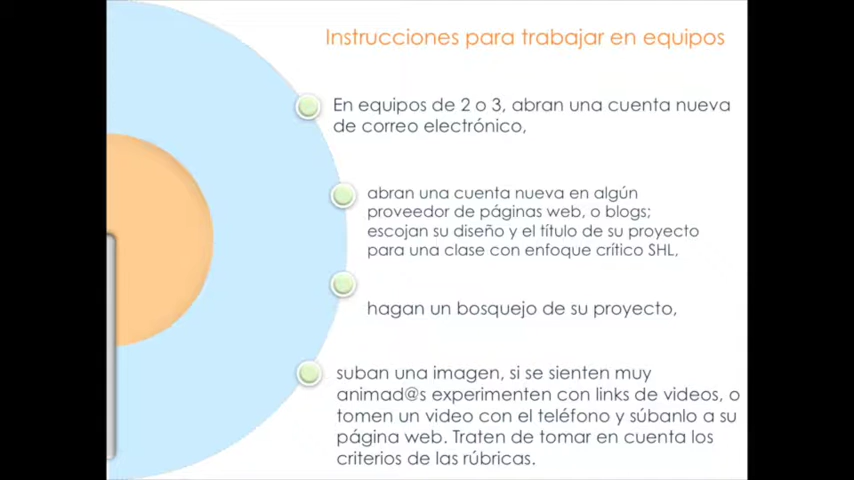 Instrucciones para trabajar en equipos
En equipos de 2 o 3, abran una cuenta nueva
de correo electrónico,
abran una cuenta nueva en algún
proveedor de páginas web, o blogs;
escojan su diseño y el título de su proyecto
para una clase con enfoque crítico SHL,
hagan un bosquejo de su proyecto,
suban una imagen, si se sienten muy
animad@s experimenten con links de videos, o
tomen un video con el teléfono y súbanlo a su
página web. Traten de tomar en cuenta los
criterios de las rúbricas.